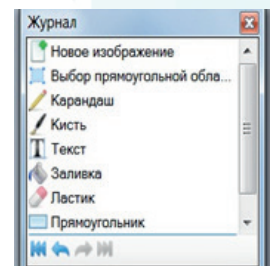 Журнал
Новое изображение
Выбор прямоугольной обла...
Карандаш
Кисть
Текст
Заливка
Ластик
Прямоугольник